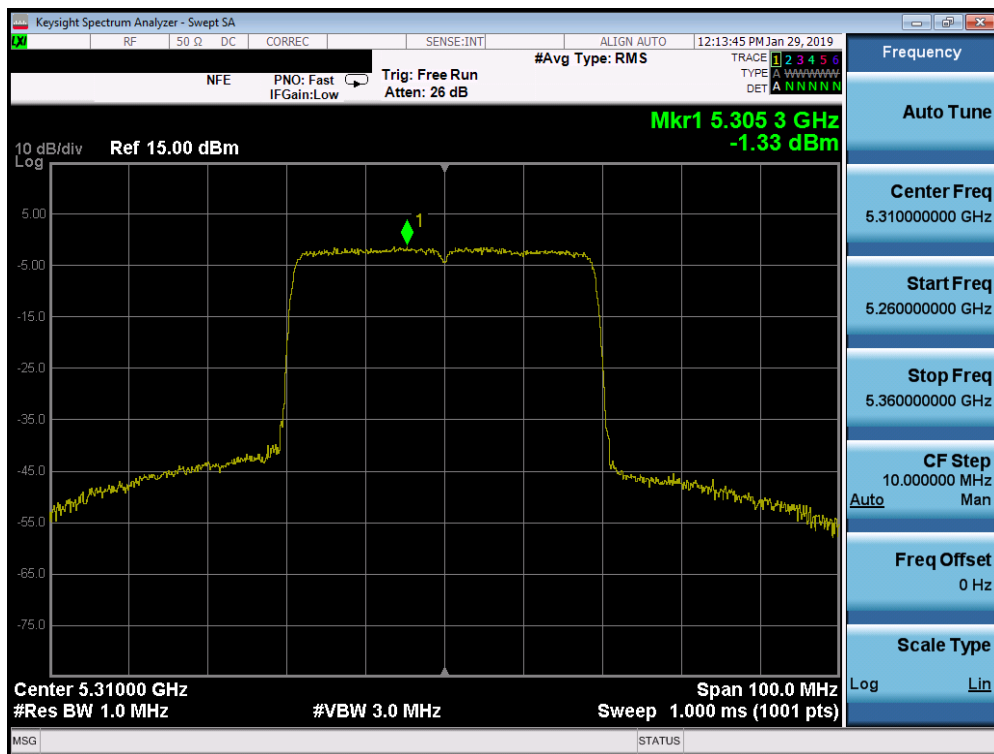 Keysight Spectrum Analyzer - Swept SA
LXI RF 50 Ω DC CORREC SENSE:INT ALIGN AUTO 12:13:45 PM Jan 29, 2019
NFE PNO: Fast IFGain:Low
Trig: Free Run
Atten: 26 dB
#Avg Type: RMS
TRACE 1 2 3 4 5 6
TYPE A WWWWW
DET A N N N N N
Mkr1 5.305 3 GHz
-1.33 dBm
10 dB/div Ref 15.00 dBm
Log
1
5.00
-5.00
-15.0
-25.0
-35.0
-45.0
-55.0
-65.0
-75.0
Center 5.31000 GHz Span 100.0 MHz
#Res BW 1.0 MHz #VBW 3.0 MHz Sweep 1.000 ms (1001 pts)
MSG STATUS
Frequency
Auto Tune
Center Freq
5.310000000 GHz
Start Freq
5.260000000 GHz
Stop Freq
5.360000000 GHz
CF Step
10.000000 MHz
Auto Man
Freq Offset
0 Hz
Scale Type
Log Lin